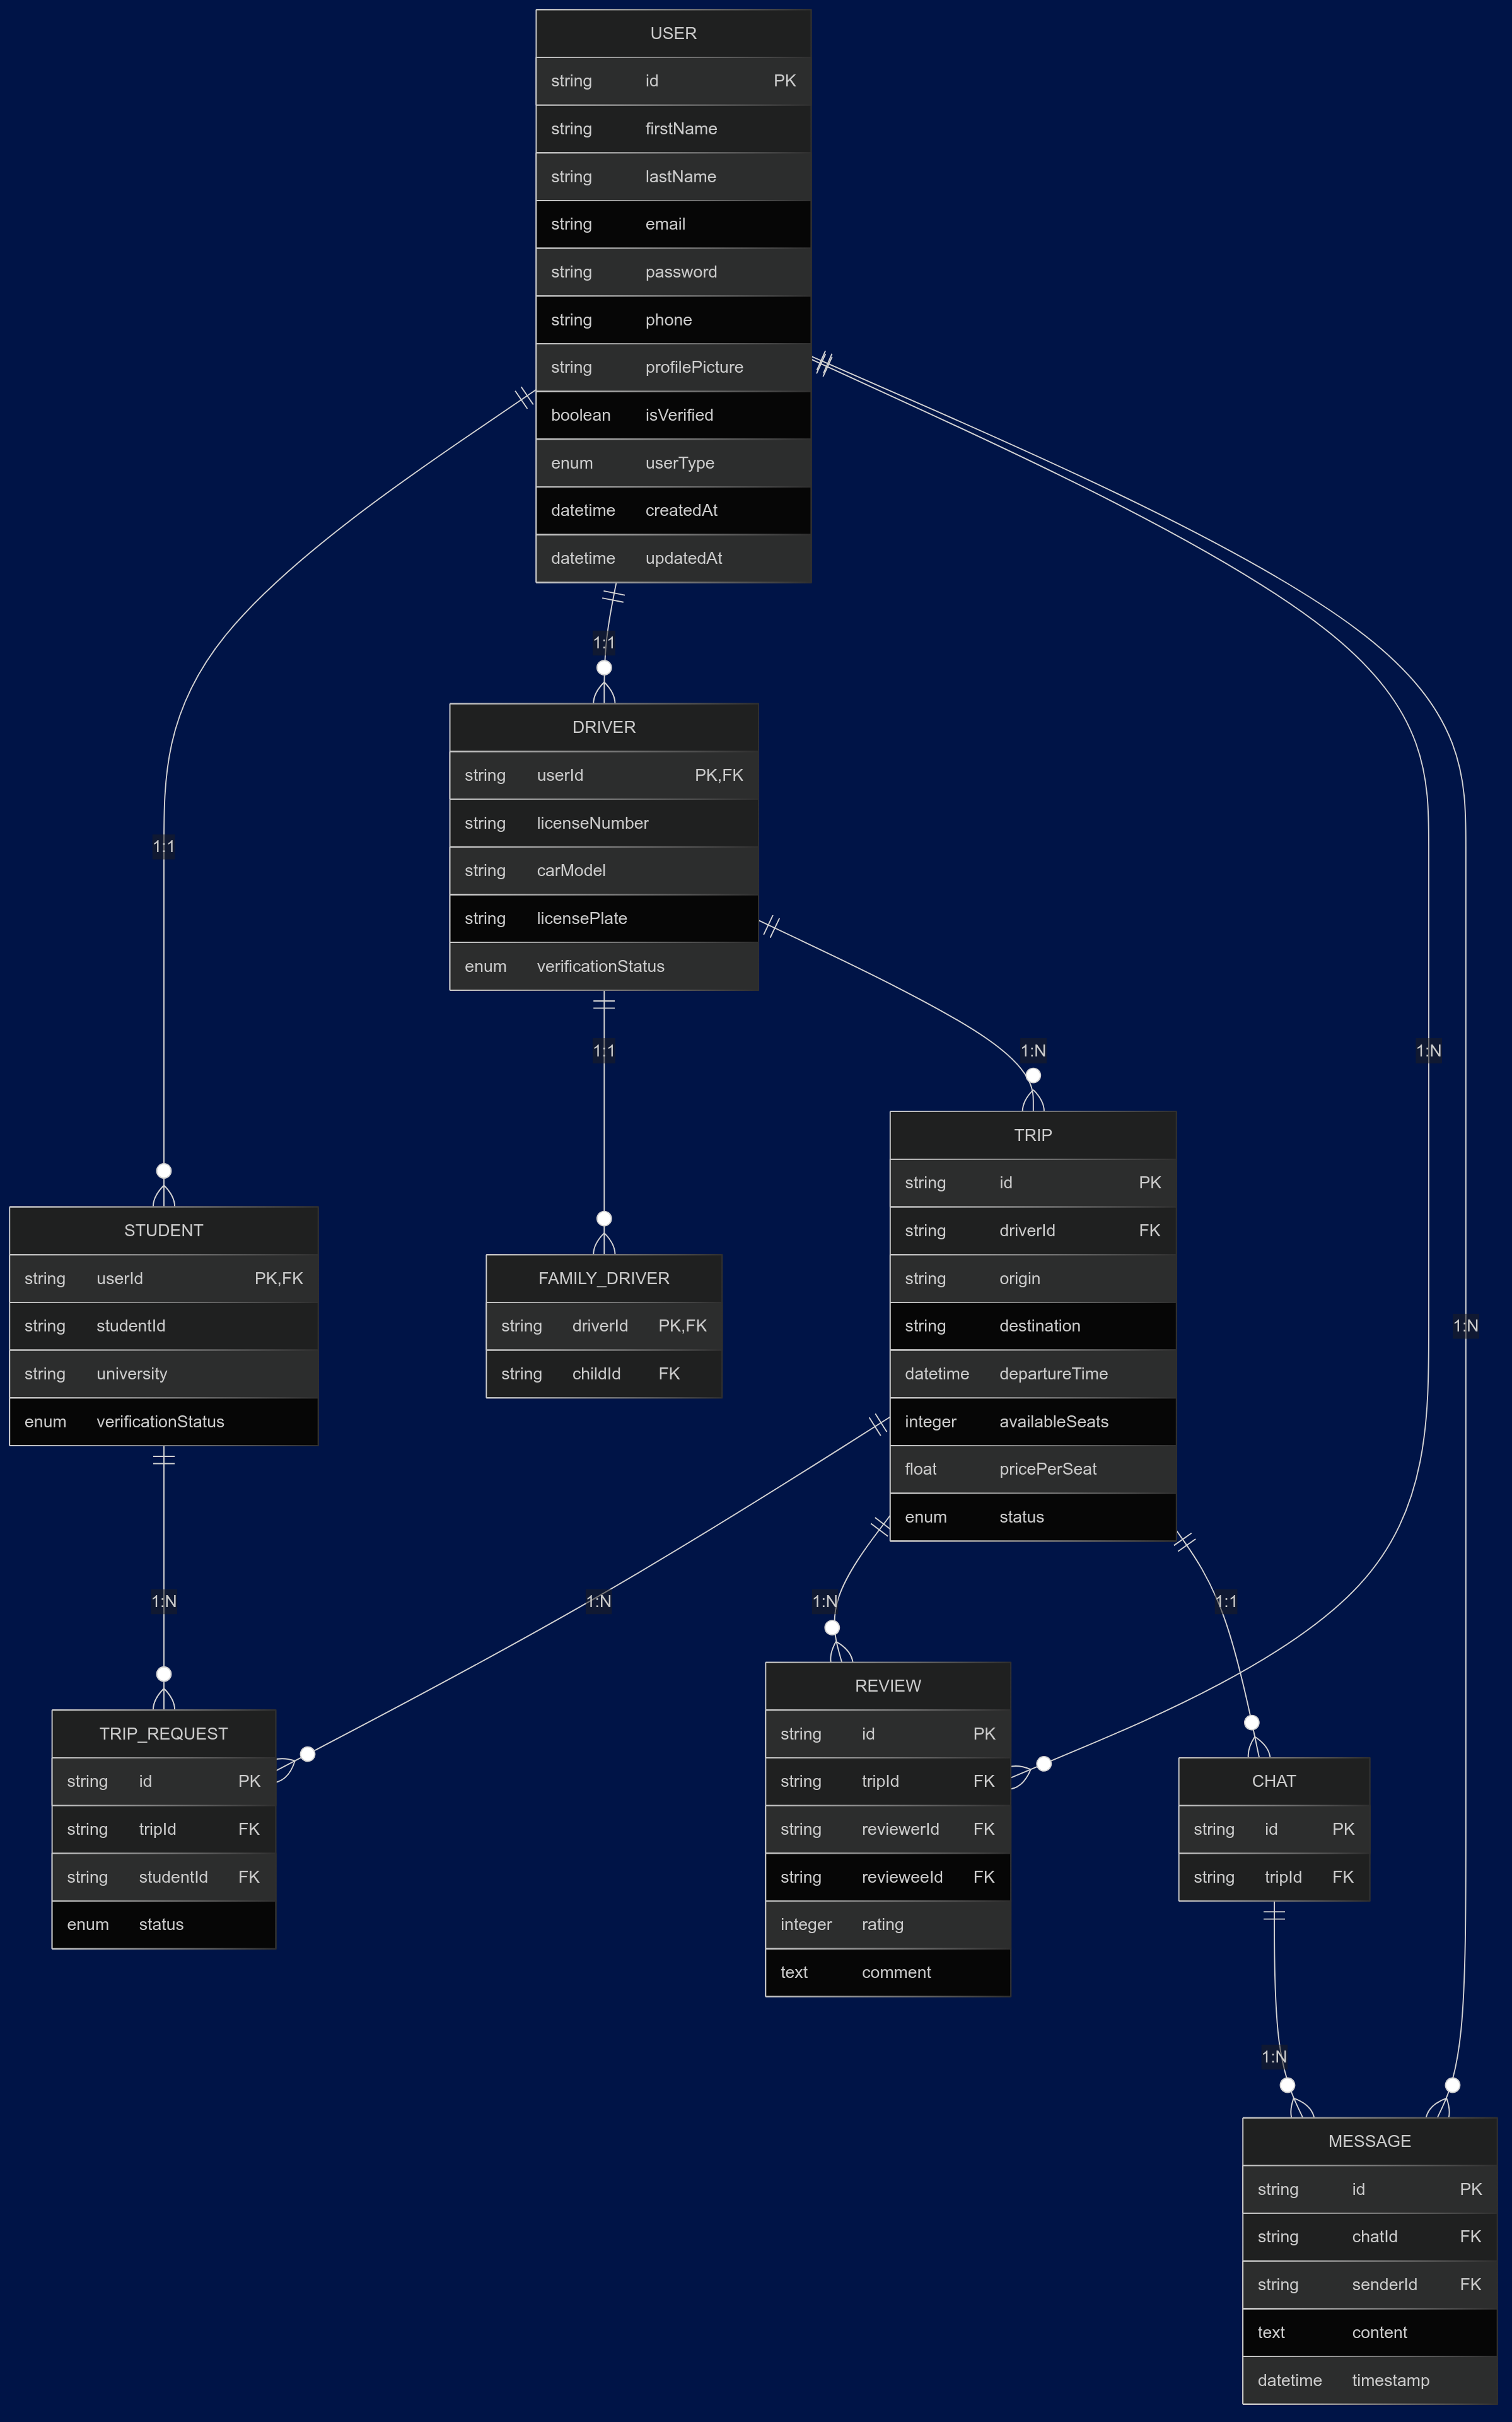 USER
string id PK
string firstName
string lastName
string email
string password
string phone
string profilePicture
boolean isVerified
enum userType
datetime createdAt
datetime updatedAt
1:1
DRIVER
string userId PK,FK
string licenseNumber
string carModel
string licensePlate
enum verificationStatus
1:1
1:1
1:N
1:N
TRIP
string id PK
string driverId FK
string origin
string destination
datetime departureTime
integer availableSeats
float pricePerSeat
enum status
STUDENT
string userId PK,FK
string studentId
string university
enum verificationStatus
FAMILY_DRIVER
string driverId PK,FK
string childId FK
1:N
1:N
1:N
1:N
1:1
TRIP_REQUEST
string id PK
string tripId FK
string studentId FK
enum status
REVIEW
string id PK
string tripId FK
string reviewerId FK
string revieweeId FK
integer rating
text comment
CHAT
string id PK
string tripId FK
1:N
MESSAGE
string id PK
string chatId FK
string senderId FK
text content
datetime timestamp